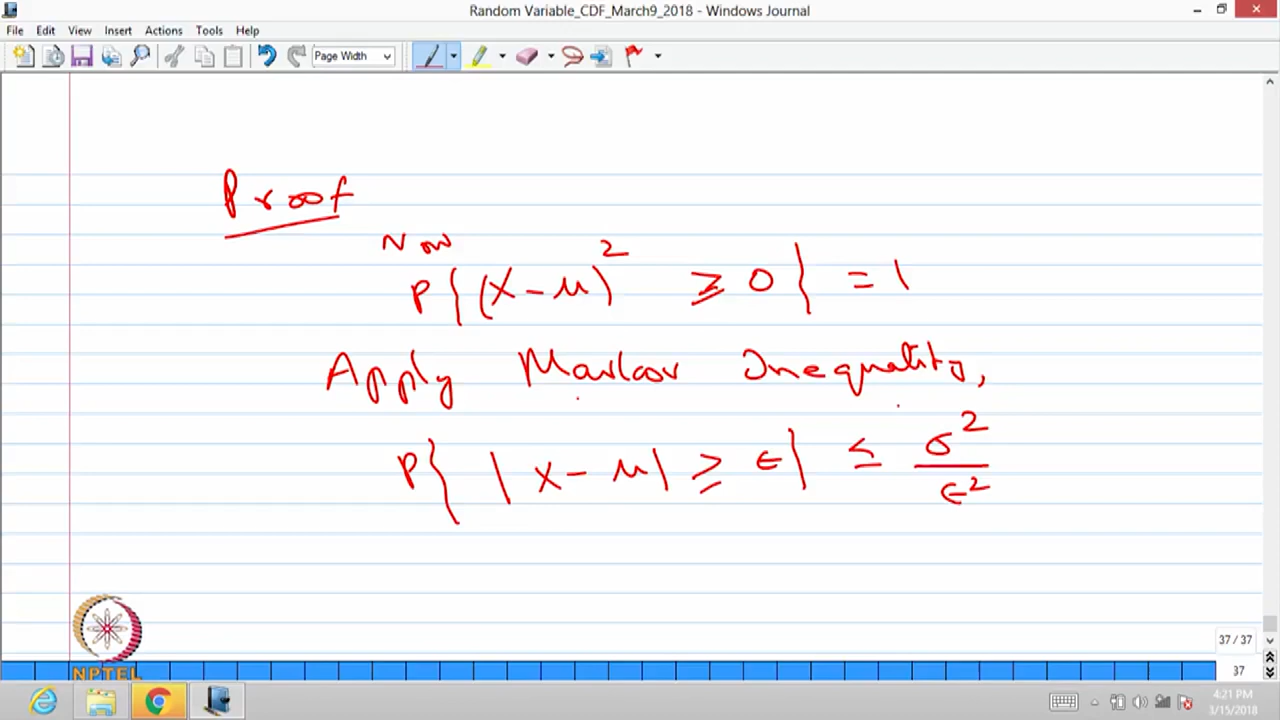 Random Variable_CDF_March9_2018 - Windows Journal
File Edit View Insert Actions Tools Help
Page Width
Proof
Now
P{(X-μ)² ≥ 0} = 1
Apply Markov Inequality,
P{ |X-μ| ≥ ϵ} ≤ σ²/ϵ²
37 / 37
NPTEL
37
4:21 PM
3/15/2018